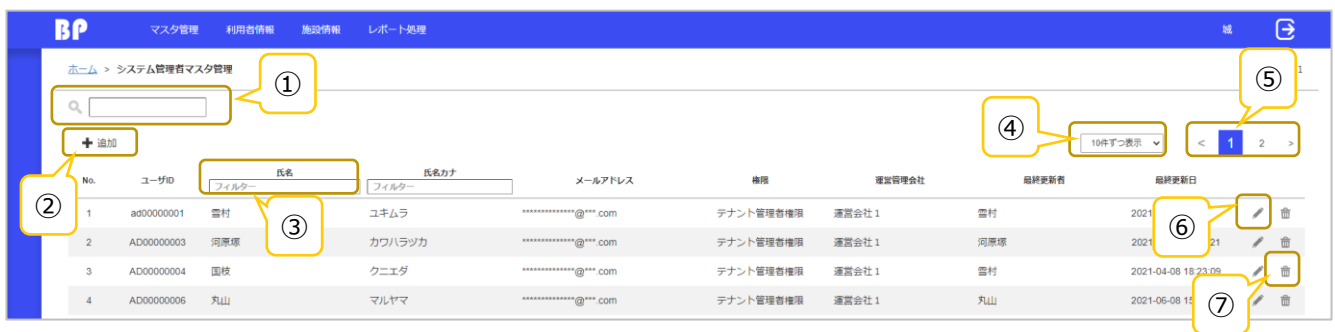 BP マスタ管理 利用者情報 施設情報 レポート処理 城
ホーム > システム管理者マスタ管理 1
①
⑤
④
10件ずつ表示 < 1 2 >
追加
No. ユーザID 氏名 氏名カナ メールアドレス 権限 運営管理会社 最終更新者 最終更新日
フィルター フィルター
②
③
⑥
1 ad00000001 雪村 ユキムラ **************@***.com テナント管理者権限 運営会社1 雪村 2021
2 AD00000003 河原塚 カワハラヅカ **************@***.com テナント管理者権限 運営会社1 河原塚 2021 21
3 AD00000004 国枝 クニエダ **************@***.com テナント管理者権限 運営会社1 雪村 2021-04-08 18:23:09
4 AD00000006 丸山 マルヤマ **************@***.com テナント管理者権限 運営会社1 丸山 2021-06-08 15
⑦